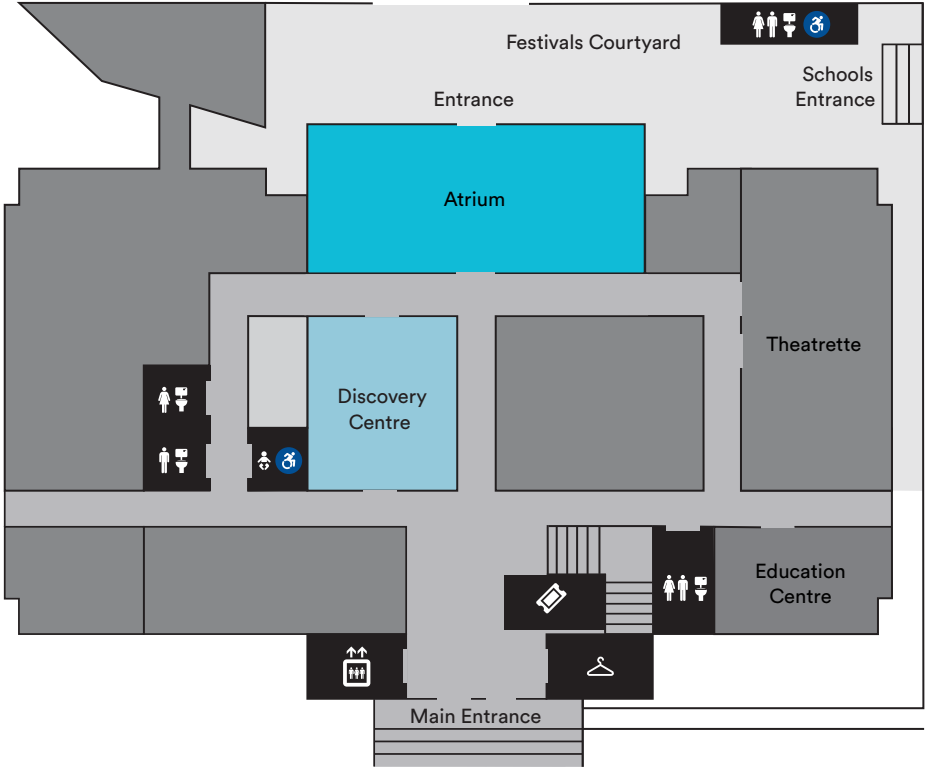 Festivals Courtyard
Schools
Entrance
Entrance
Atrium
Theatrette
Discovery
Centre
Education
Centre
Main Entrance